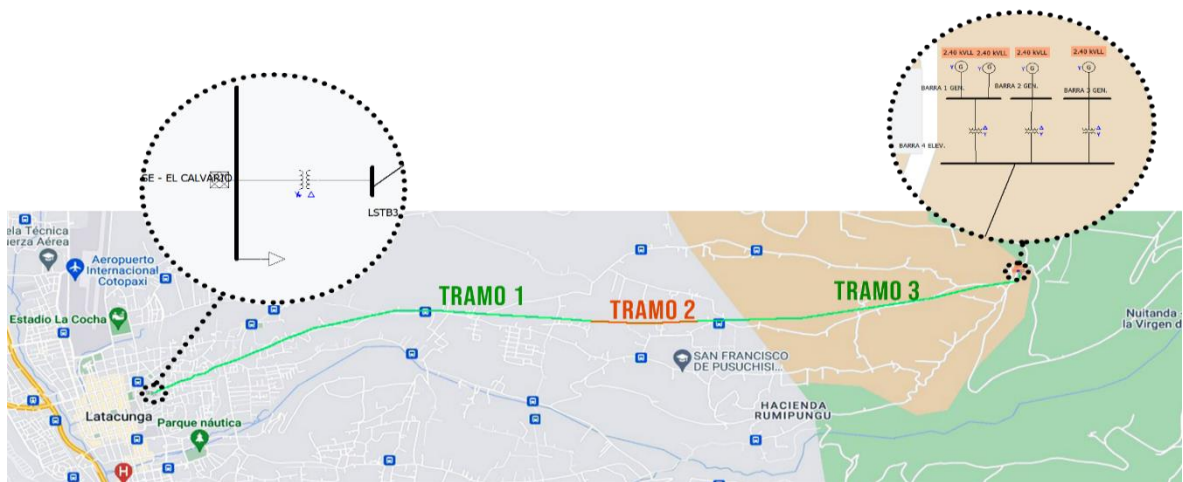 2.40 kVLL 2.40 kVLL 2.40 kVLL 2.40 kVLL
G G G G
BARRA 1 GEN. BARRA 2 GEN. BARRA 3 GEN.
BARRA 4 ELEV.
SE - EL CALVARIO
LSTB3
ela Técnica
uerza Aérea
Aeropuerto
Internacional
Cotopaxi
Estadio La Cocha
Latacunga
Parque náutica
H
TRAMO 1
TRAMO 2
TRAMO 3
SAN FRANCISCO
DE PUSUCHISI...
HACIENDA
RUMIPUNGU
Nuitanda -
la Virgen d